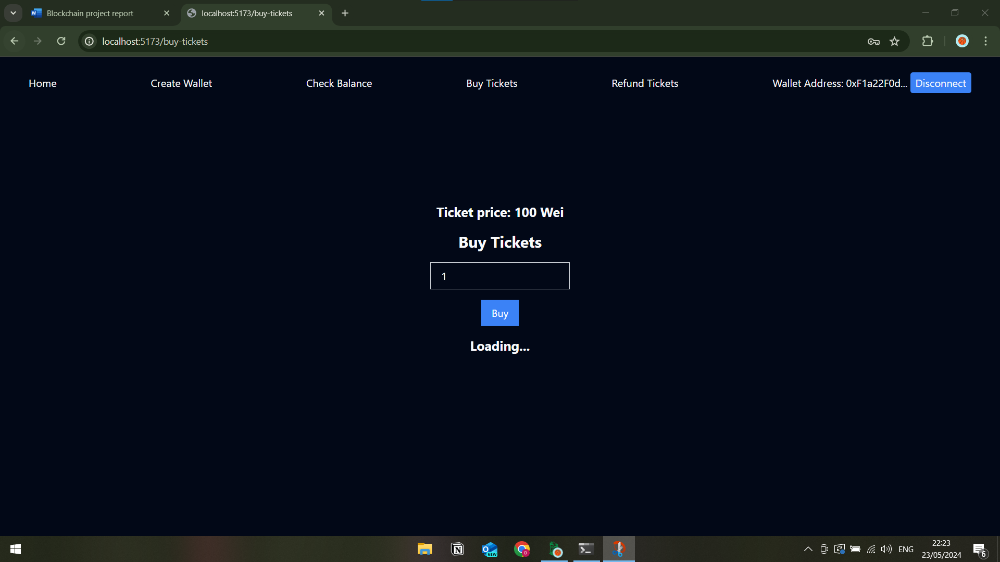 Blockchain project report
localhost:5173/buy-tickets
localhost:5173/buy-tickets
Home
Create Wallet
Check Balance
Buy Tickets
Refund Tickets
Wallet Address: 0xF1a22F0d...
Disconnect
Ticket price: 100 Wei
Buy Tickets
1
Buy
Loading...
NEW
D
ENG
22:23
23/05/2024
6